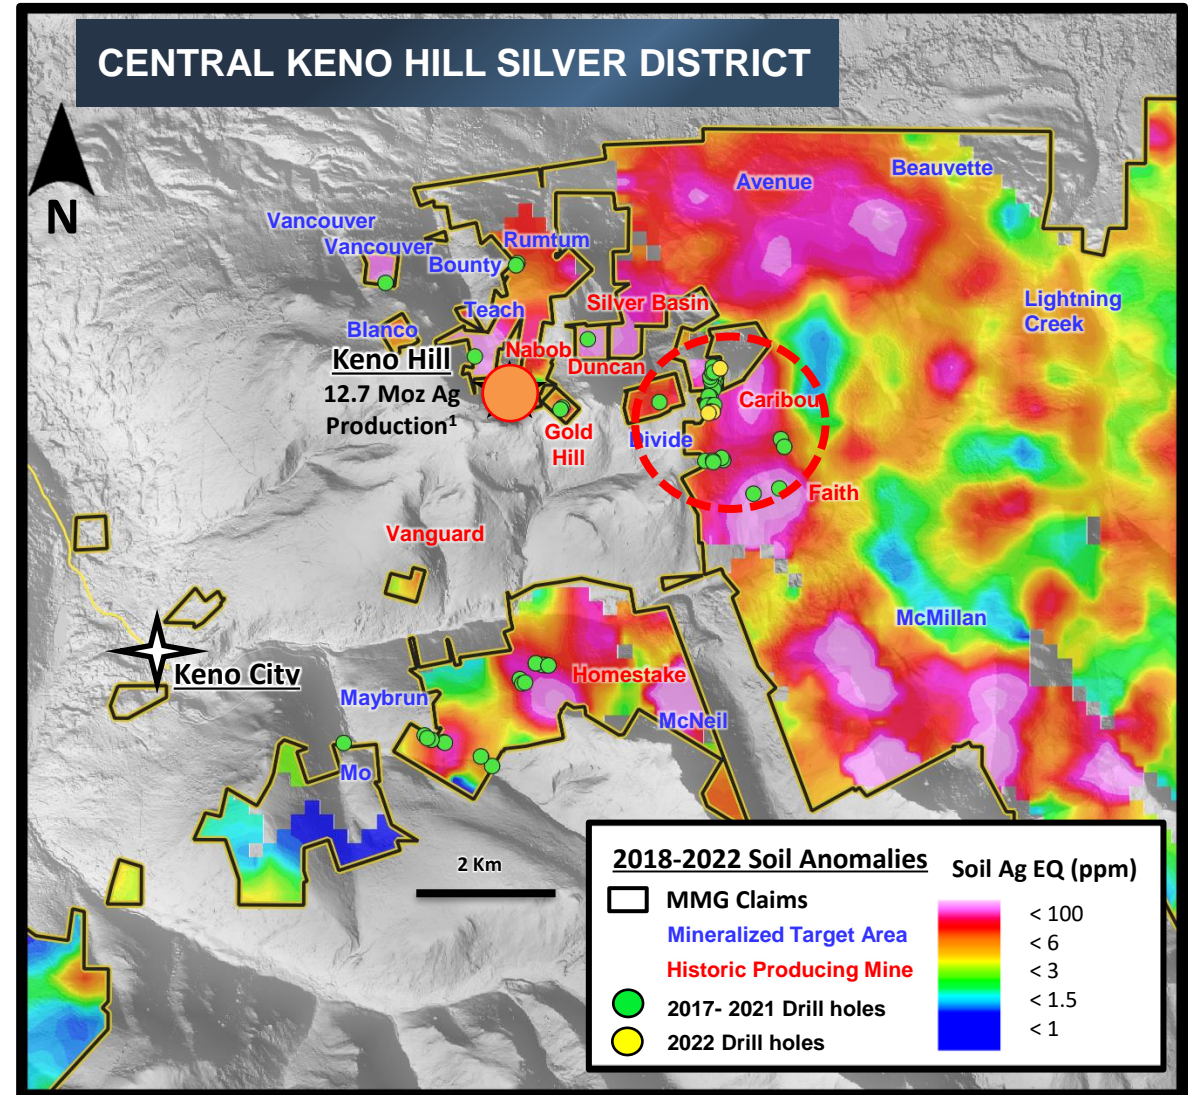 CENTRAL KENO HILL SILVER DISTRICT
N
Beauvette
Avenue
Vancouver
Vancouver
Rumtum
Bounty
Lightning
Creek
Silver Basin
Teach
Blanco
Nabob
Keno Hill
Duncan
12.7 Moz Ag
Production1
Caribou
Gold
Hill
Divide
Faith
Vanguard
McMillan
Keno City
Homestake
Maybrun
McNeil
Mo
2 Km
2018-2022 Soil Anomalies
MMG Claims
Mineralized Target Area
Historic Producing Mine
2017- 2021 Drill holes
2022 Drill holes
Soil Ag EQ (ppm)
< 100
< 6
< 3
< 1.5
< 1